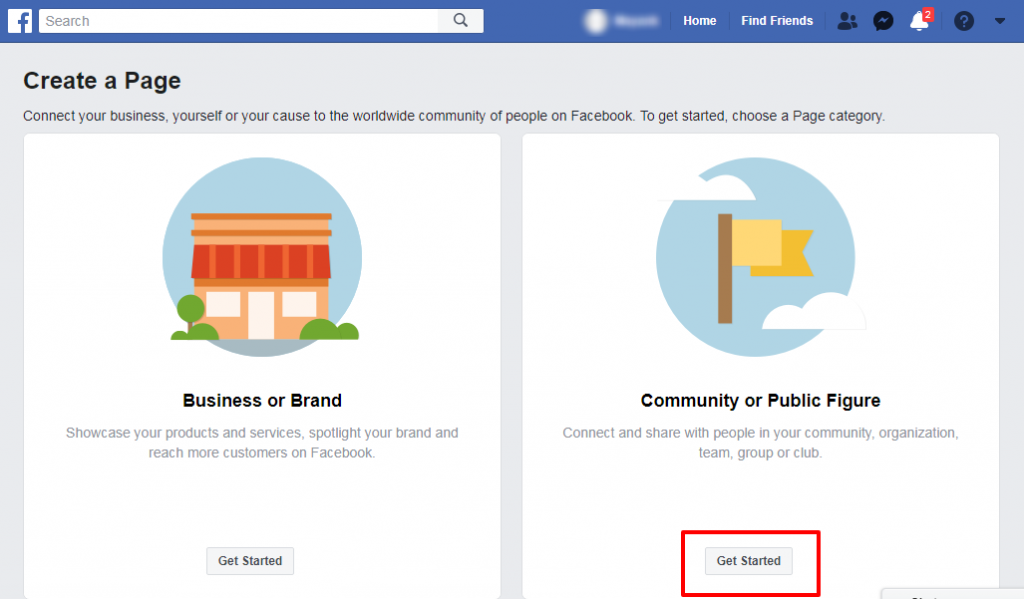 f
Search
Home
Find Friends
2
?
Create a Page
Connect your business, yourself or your cause to the worldwide community of people on Facebook. To get started, choose a Page category.
Business or Brand
Showcase your products and services, spotlight your brand and
reach more customers on Facebook.
Get Started
Community or Public Figure
Connect and share with people in your community, organization,
team, group or club.
Get Started